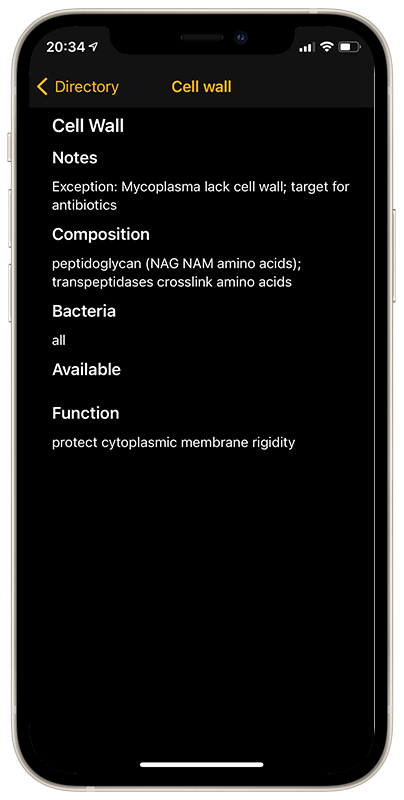 20:34
Directory
Cell wall
Cell Wall
Notes
Exception: Mycoplasma lack cell wall; target for
antibiotics
Composition
peptidoglycan (NAG NAM amino acids);
transpeptidases crosslink amino acids
Bacteria
all
Available
Function
protect cytoplasmic membrane rigidity